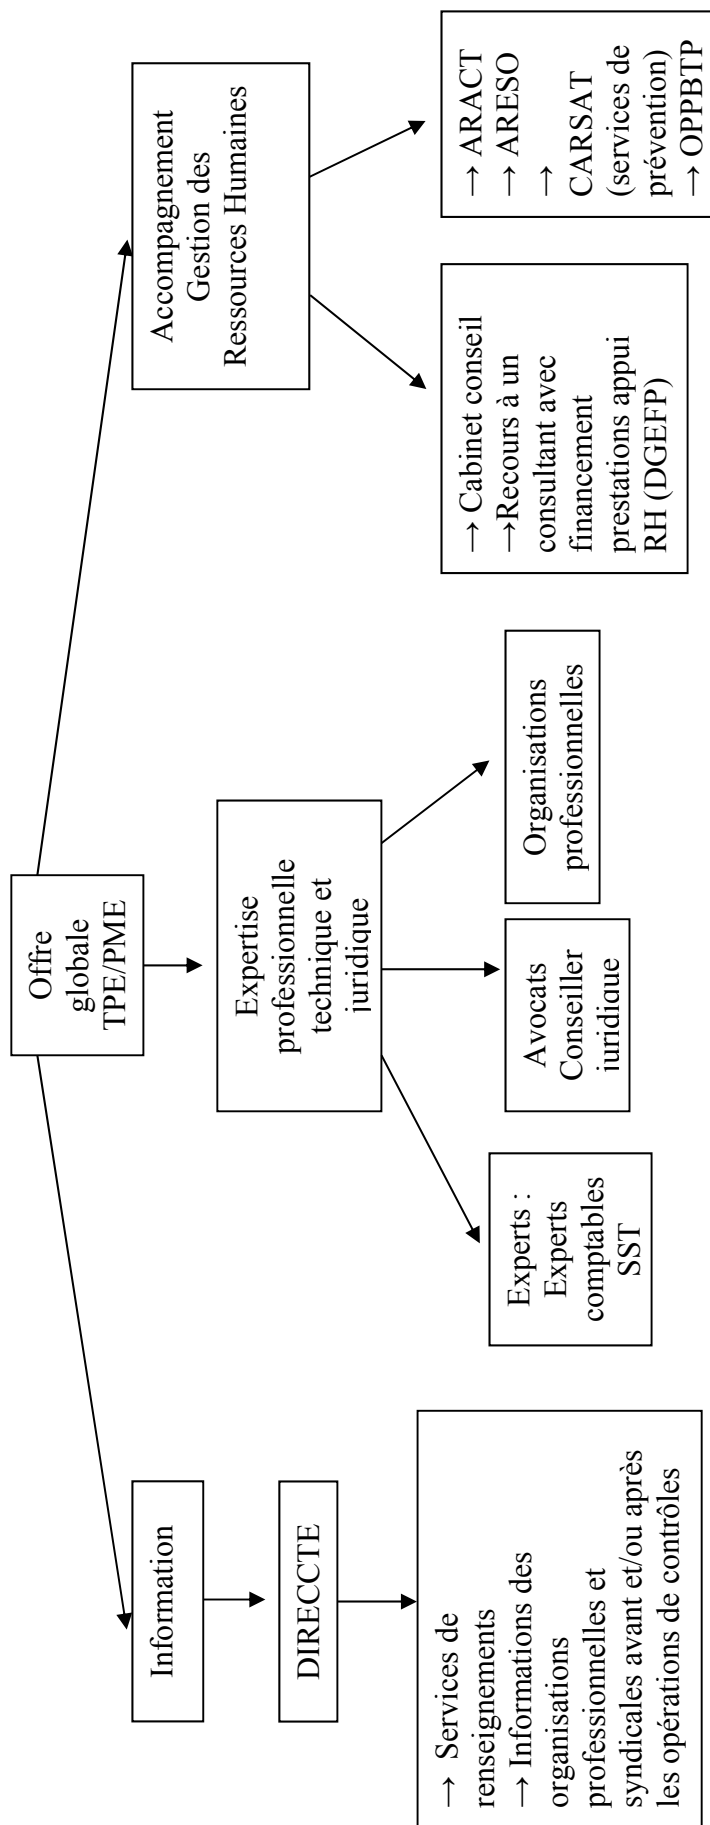 Offre
globale
TPE/PME
Information
DIRECCTE
→ Services de
renseignements
→ Informations des
organisations
professionnelles et
syndicales avant et/ou après
les opérations de contrôles
Expertise
professionnelle
technique et
juridique
Experts :
Experts
comptables
SST
Avocats
Conseiller
juridique
Organisations
professionnelles
Accompagnement
Gestion des
Ressources Humaines
→ Cabinet conseil
→Recours à un
consultant avec
financement
prestations appui
RH (DGEFP)
→ ARACT
→ ARESO
→
CARSAT
(services de
prévention)
→ OPPBTP